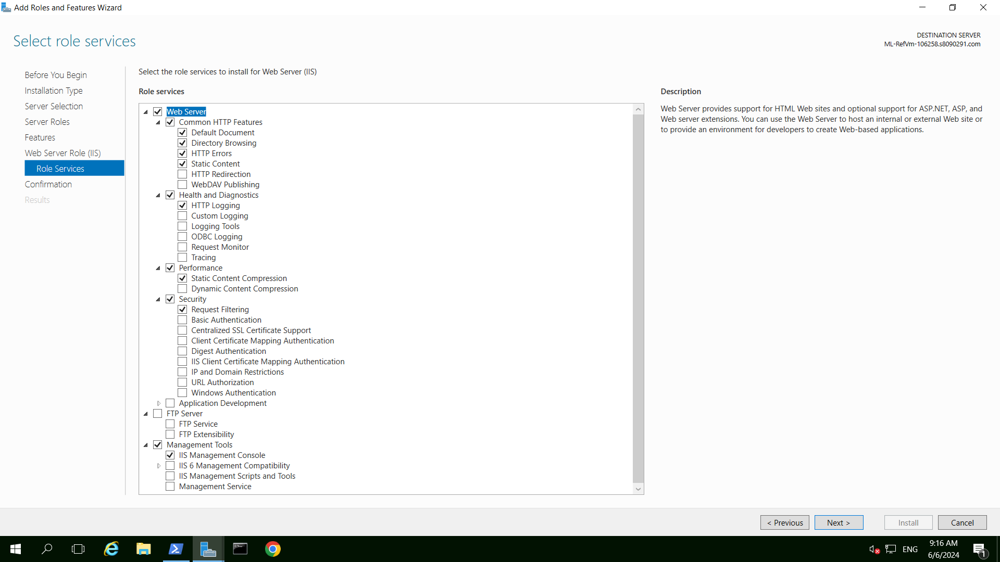 Add Roles and Features Wizard
Select role services
DESTINATION SERVER
ML-RefVm-106258.s8090291.com
Before You Begin
Installation Type
Server Selection
Server Roles
Features
Web Server Role (IIS)
Role Services
Confirmation
Results
Select the role services to install for Web Server (IIS)
Role services
Web Server
Common HTTP Features
Default Document
Directory Browsing
HTTP Errors
Static Content
HTTP Redirection
WebDAV Publishing
Health and Diagnostics
HTTP Logging
Custom Logging
Logging Tools
ODBC Logging
Request Monitor
Tracing
Performance
Static Content Compression
Dynamic Content Compression
Security
Request Filtering
Basic Authentication
Centralized SSL Certificate Support
Client Certificate Mapping Authentication
Digest Authentication
IIS Client Certificate Mapping Authentication
IP and Domain Restrictions
URL Authorization
Windows Authentication
Application Development
FTP Server
FTP Service
FTP Extensibility
Management Tools
IIS Management Console
IIS 6 Management Compatibility
IIS Management Scripts and Tools
Management Service
Description
Web Server provides support for HTML Web sites and optional support for ASP.NET, ASP, and
Web server extensions. You can use the Web Server to host an internal or external Web site or
to provide an environment for developers to create Web-based applications.
< Previous
Next >
Install
Cancel
ENG
9:16 AM
6/6/2024
1